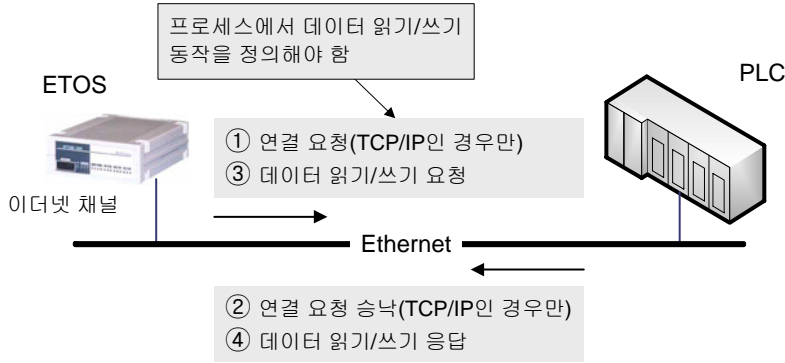 프로세스에서 데이터 읽기/쓰기
동작을 정의해야 함
ETOS
PLC
① 연결 요청(TCP/IP인 경우만)
③ 데이터 읽기/쓰기 요청
이더넷 채널
Ethernet
② 연결 요청 승낙(TCP/IP인 경우만)
④ 데이터 읽기/쓰기 응답